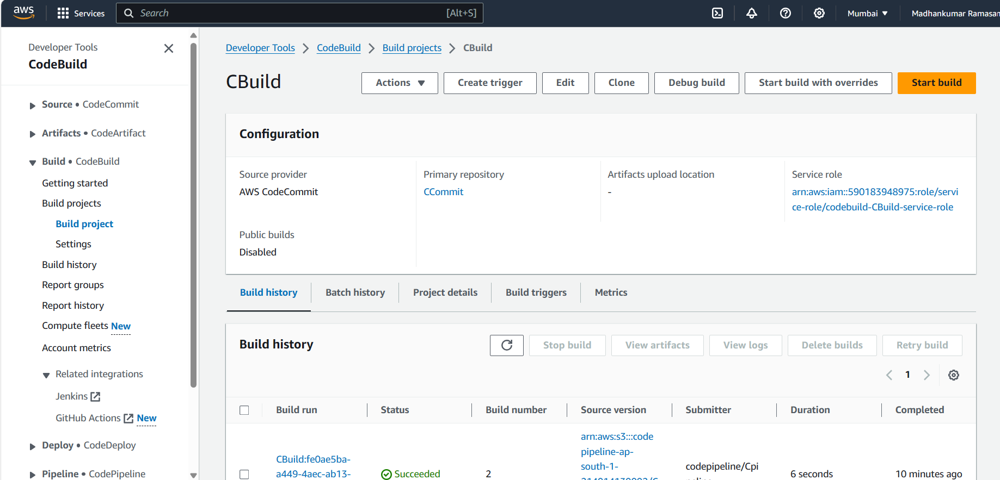 aws
Services
Search
[Alt+S]
Mumbai
Madhankumar Ramasa
Developer Tools
CodeBuild
Source • CodeCommit
Artifacts • CodeArtifact
Build • CodeBuild
Getting started
Build projects
Build project
Settings
Build history
Report groups
Report history
Compute fleets New
Account metrics
Related integrations
Jenkins
GitHub Actions New
Deploy • CodeDeploy
Pipeline • CodePipeline
Developer Tools
CodeBuild
Build projects
CBuild
CBuild
Actions
Create trigger
Edit
Clone
Debug build
Start build with overrides
Start build
Configuration
Source provider
AWS CodeCommit
Primary repository
CCommit
Artifacts upload location
-
Service role
arn:aws:iam::590183948975:role/servi
ce-role/codebuild-CBuild-service-role
Public builds
Disabled
Build history
Batch history
Project details
Build triggers
Metrics
Build history
Stop build
View artifacts
View logs
Delete builds
Retry build
1
Build run
Status
Build number
Source version
Submitter
Duration
Completed
CBuild:fe0ae5ba-
a449-4aec-ab13-
Succeeded
2
arn:aws:s3:::code
pipeline-ap-
south-1-
codepipeline/Cpi
6 seconds
10 minutes ago